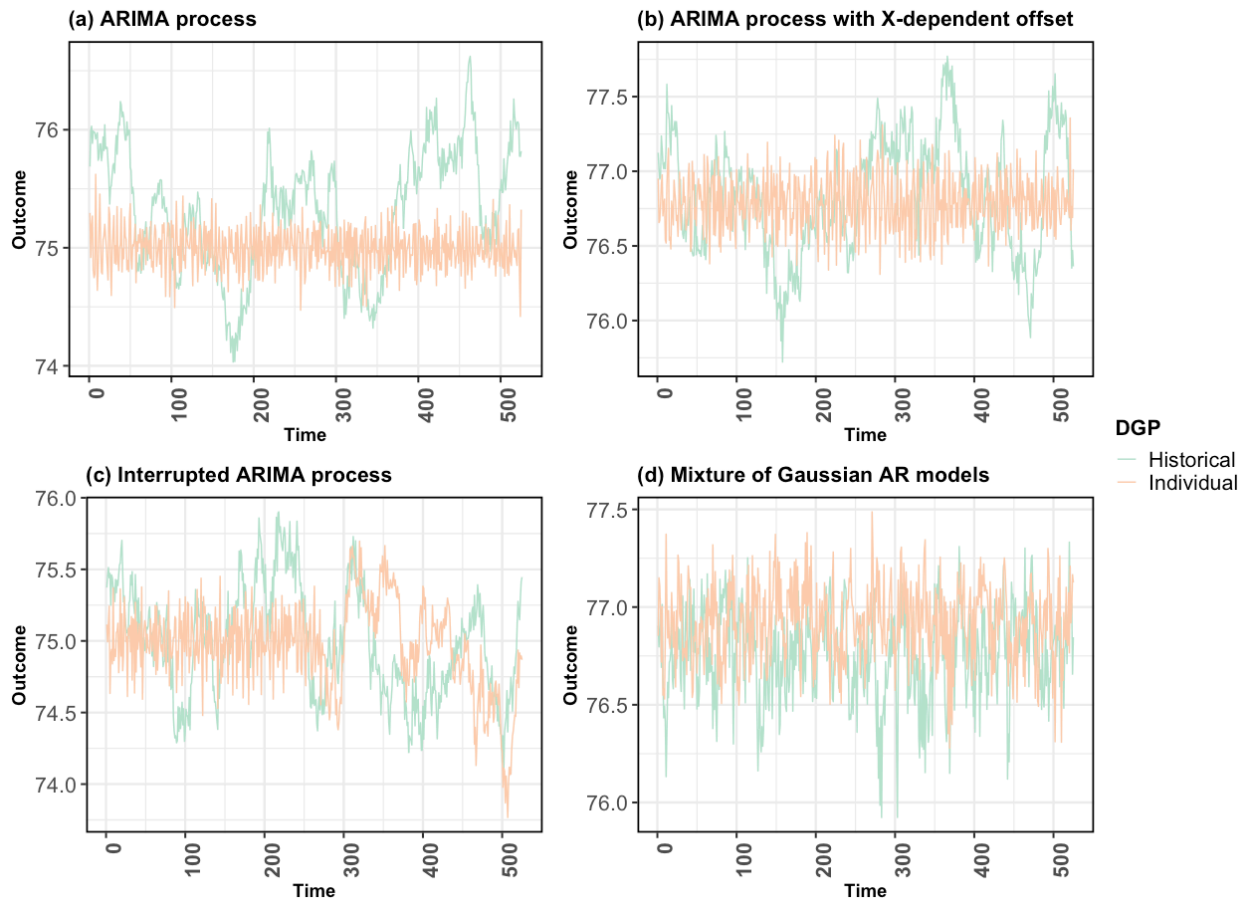 (a) ARIMA process
76
75
74
Outcome
0
100
200
300
400
500
Time
(b) ARIMA process with X-dependent offset
77.5
77.0
76.5
76.0
Outcome
0
100
200
300
400
500
Time
(c) Interrupted ARIMA process
76.0
75.5
75.0
74.5
74.0
Outcome
0
100
200
300
400
500
Time
(d) Mixture of Gaussian AR models
77.5
77.0
76.5
76.0
Outcome
0
100
200
300
400
500
Time
DGP
Historical
Individual